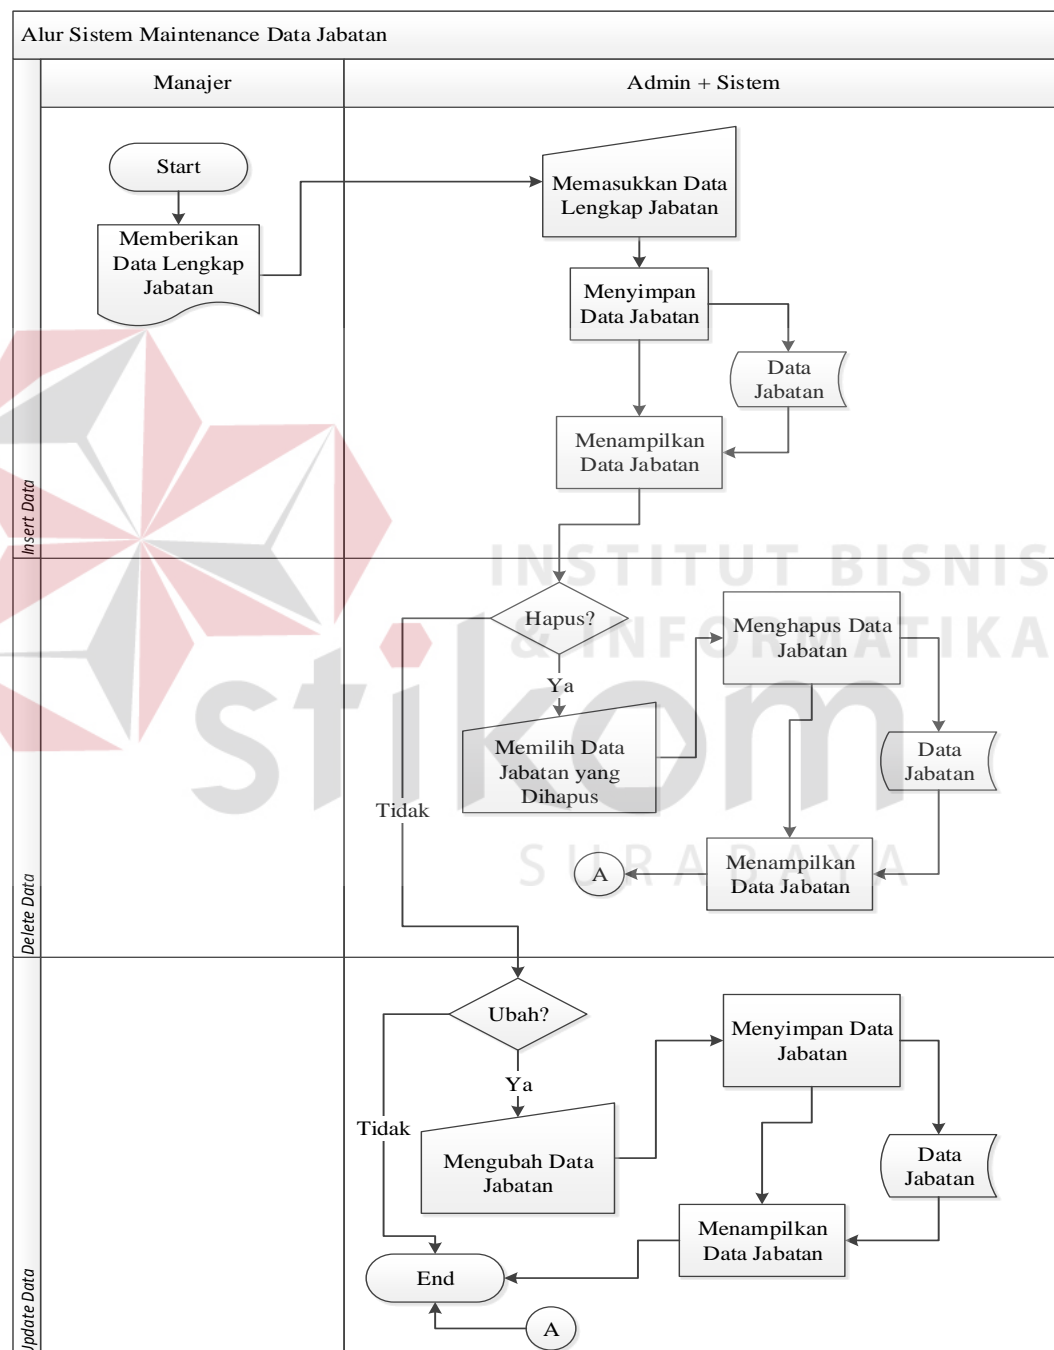 Alur Sistem Maintenance Data Jabatan
Manajer
Admin + Sistem
Insert Data
Start
Memberikan
Data Lengkap
Jabatan
Memasukkan Data
Lengkap Jabatan
Menyimpan
Data Jabatan
Data
Jabatan
Menampilkan
Data Jabatan
INSTITUT BISNIS
& INFORMATIKA
stikom
SURABAYA
Delete Data
Hapus?
Ya
Tidak
Memilih Data
Jabatan yang
Dihapus
Menghapus Data
Jabatan
Data
Jabatan
Menampilkan
Data Jabatan
A
Update Data
Ubah?
Ya
Tidak
Mengubah Data
Jabatan
Menyimpan Data
Jabatan
Data
Jabatan
Menampilkan
Data Jabatan
End
A